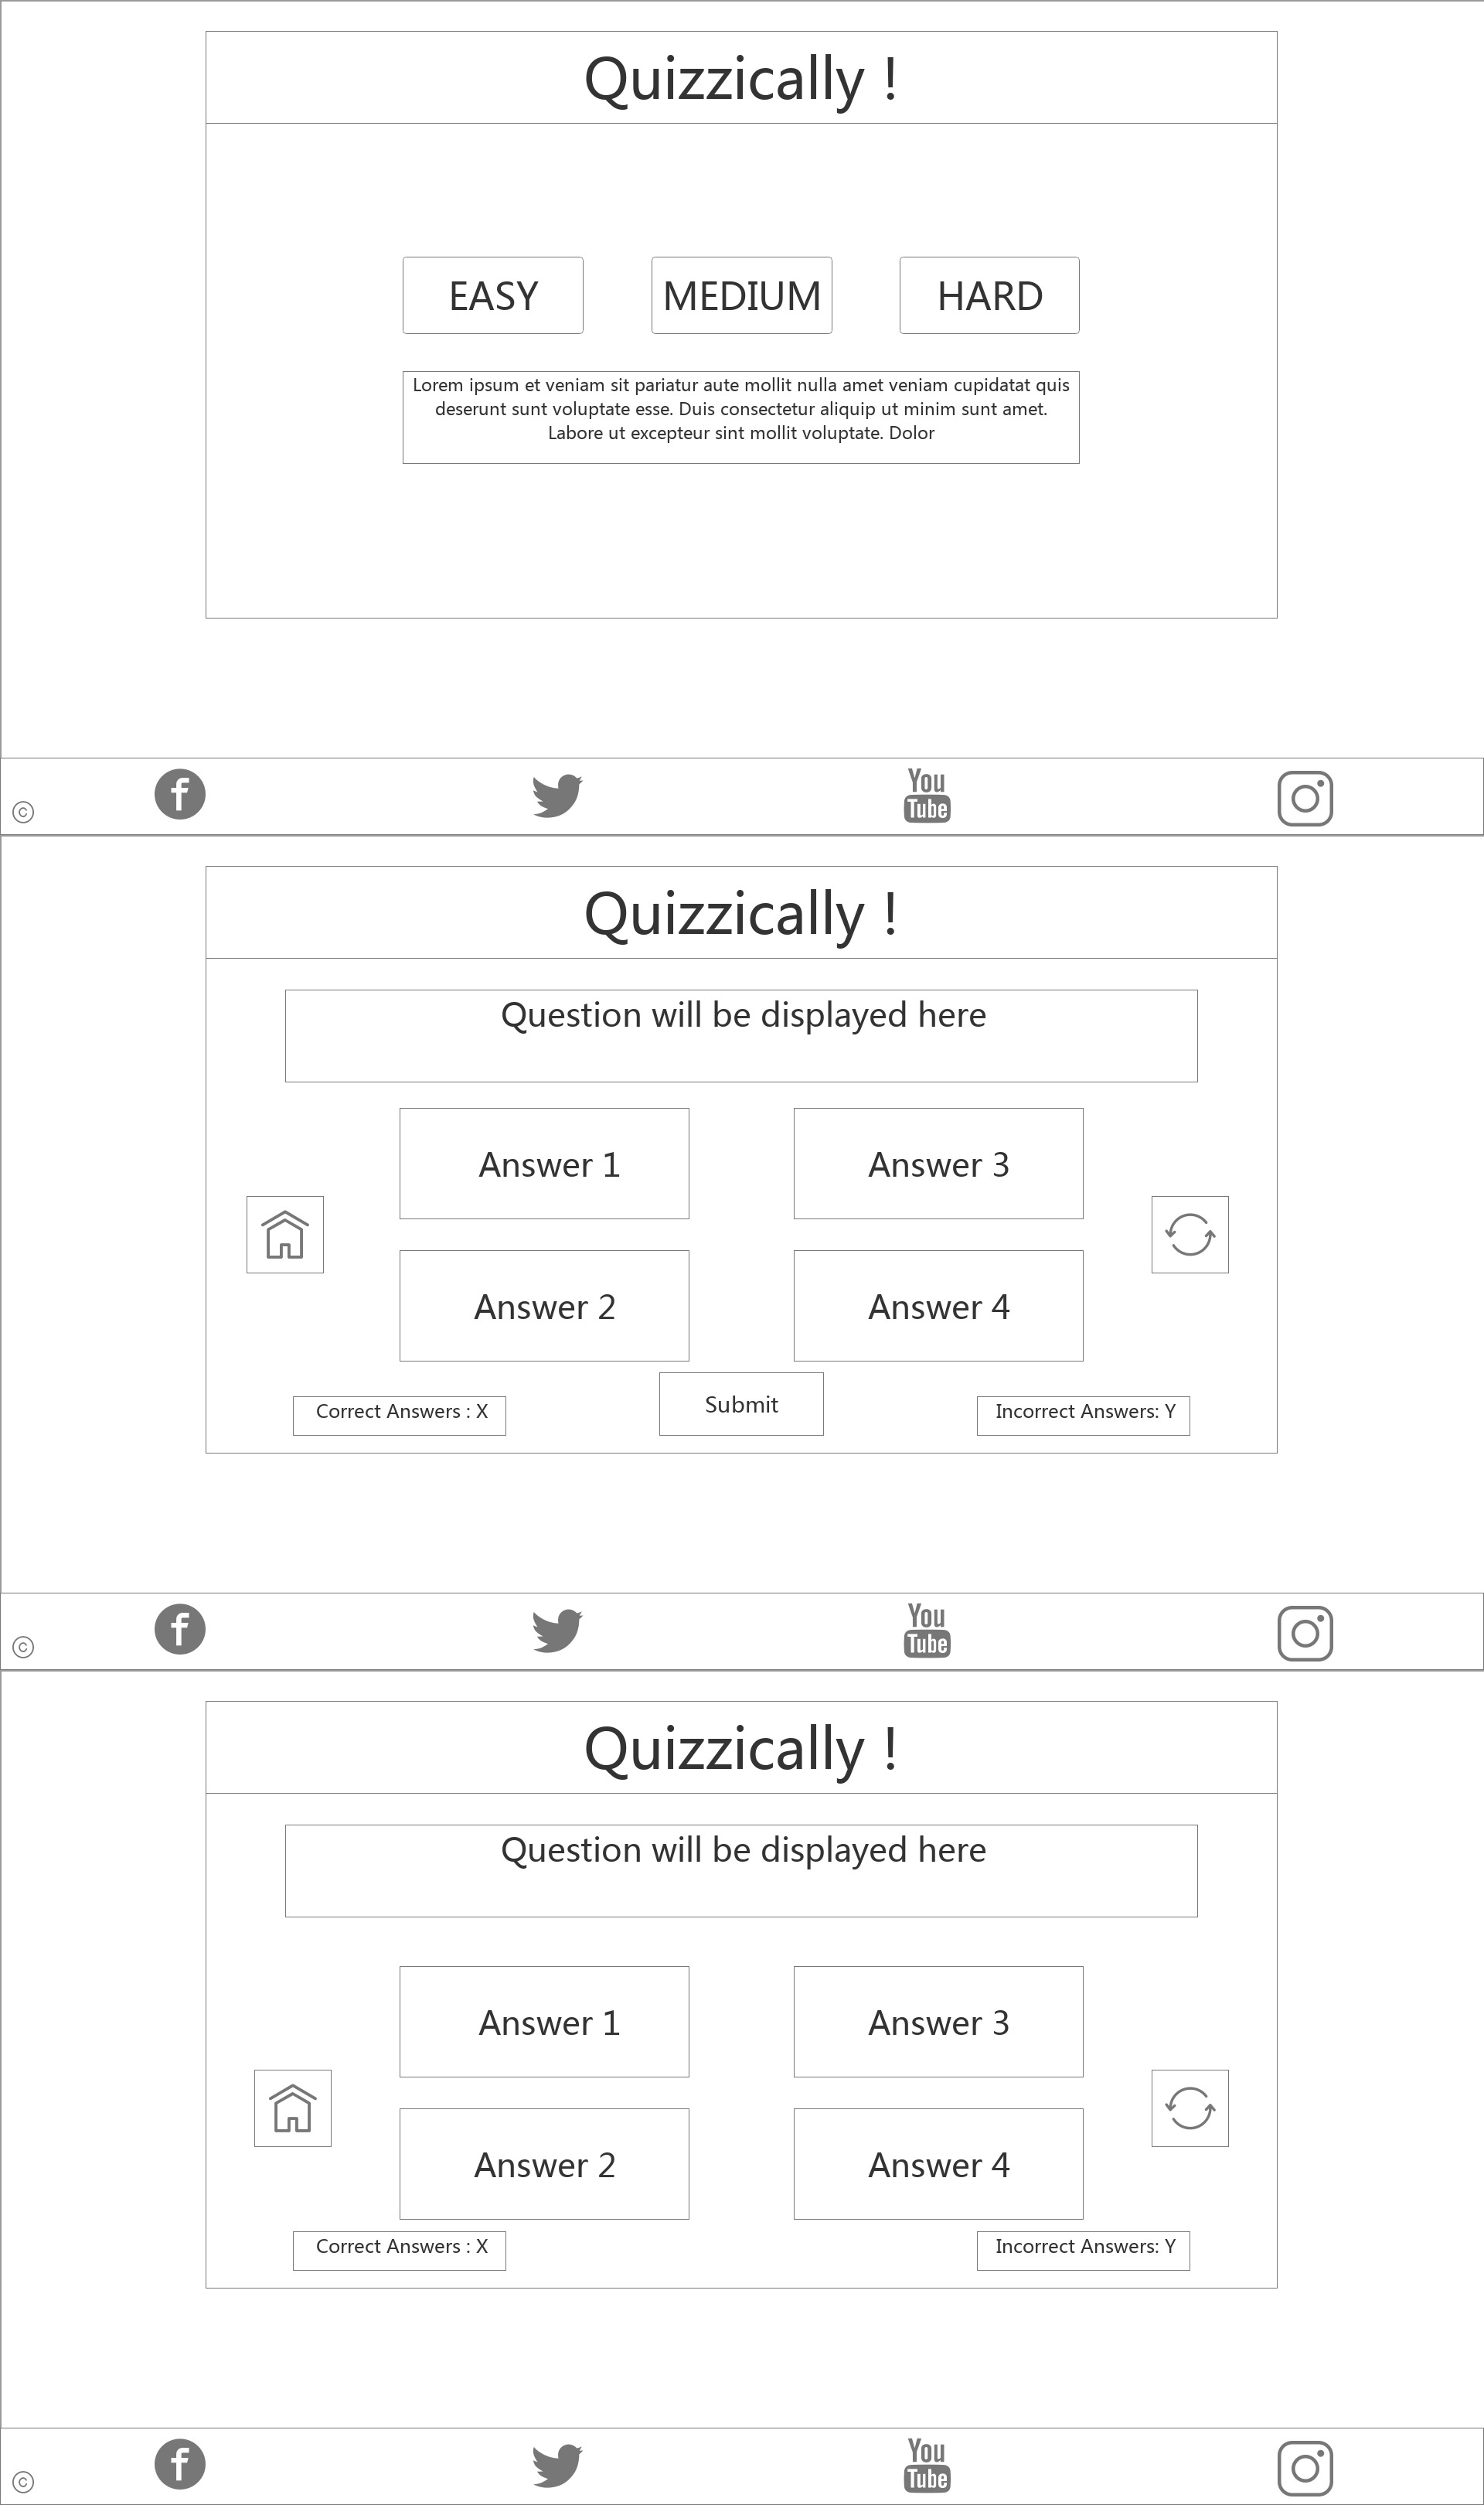 Quizzically !
EASY
MEDIUM
HARD
Lorem ipsum et veniam sit pariatur aute mollit nulla amet veniam cupidatat quis
deserunt sunt voluptate esse. Duis consectetur aliquip ut minim sunt amet.
Labore ut excepteur sint mollit voluptate. Dolor
©
f
You
Tube
Quizzically !
Question will be displayed here
Answer 1
Answer 3
Answer 2
Answer 4
Submit
Correct Answers : X
Incorrect Answers: Y
©
f
You
Tube
Quizzically !
Question will be displayed here
Answer 1
Answer 3
Answer 2
Answer 4
Correct Answers : X
Incorrect Answers: Y
©
f
You
Tube